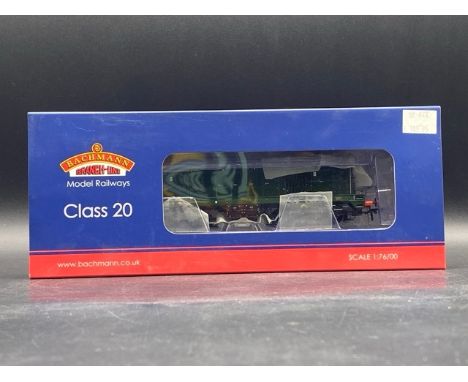 BACHMANN
BRANCH-LINE
Model Railways
Class 20
www.bachmann.co.uk
SCALE 1:76/00